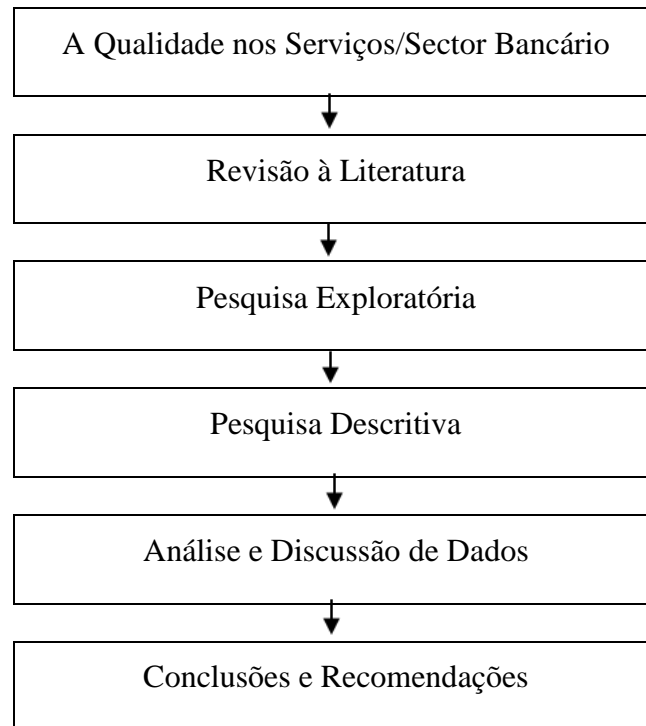 A Qualidade nos Serviços/Sector Bancário
Revisão à Literatura
Pesquisa Exploratória
Pesquisa Descritiva
Análise e Discussão de Dados
Conclusões e Recomendações